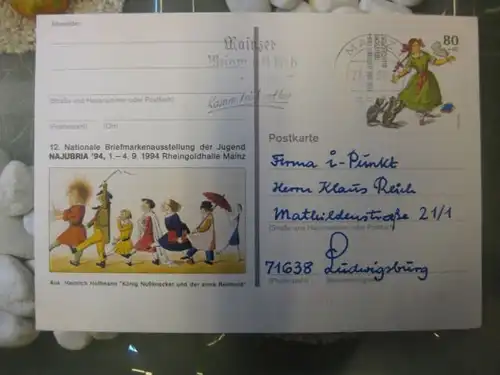 Absender:
Mainzer
(Straße und Hausnummer oder Postfach)
(Postleitzahl) (Ort)
12. Nationale Briefmarkenausstellung der Jugend
NAJUBRIA '94, 1.–4. 9. 1994 Rheingoldhalle Mainz
Aus: Heinrich Hoffmann "König Nußknacker und der arme Reinhold"
MAINZ
80
Postkarte
Firma i-Punkt
Herrn Klaus Reich
Mathildenstraße 21/1
(Straße und Hausnummer oder Postfach)
71638 Ludwigsburg
(Postleitzahl) (Bestimmungsort)